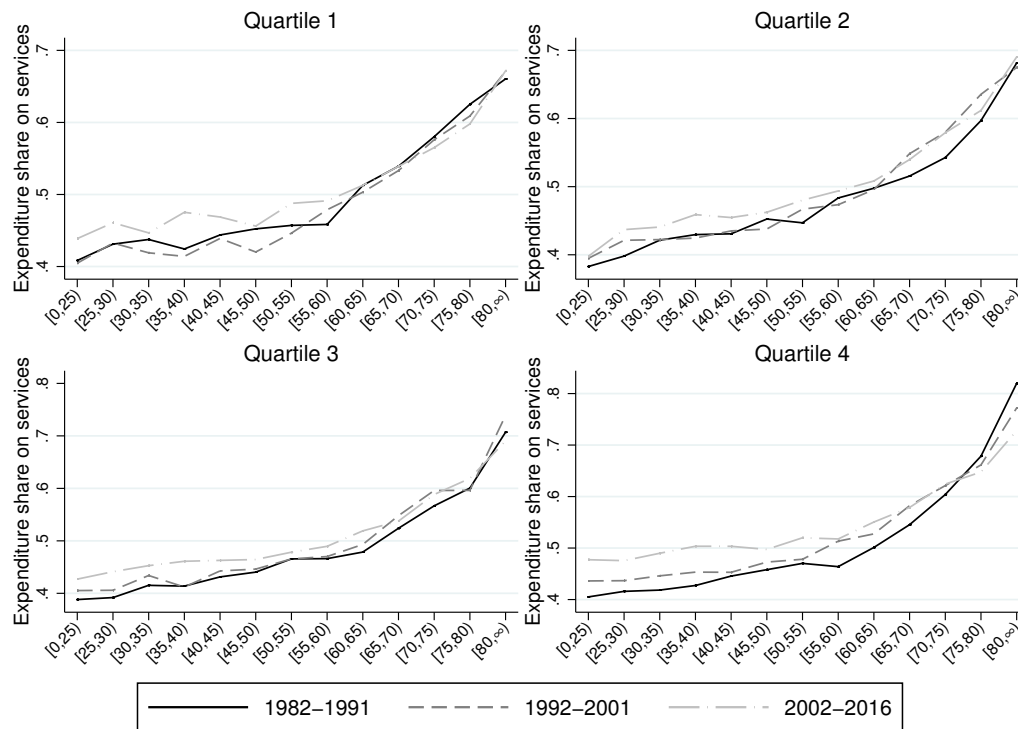 Quartile 1
Expenditure share on services
.4 .5 .6 .7
[0,25) [25,30) [30,35) [35,40) [40,45) [45,50) [50,55) [55,60) [60,65) [65,70) [70,75) [75,80) [80,∞)
Quartile 2
Expenditure share on services
.4 .5 .6 .7
[0,25) [25,30) [30,35) [35,40) [40,45) [45,50) [50,55) [55,60) [60,65) [65,70) [70,75) [75,80) [80,∞)
Quartile 3
Expenditure share on services
.4 .5 .6 .7 .8
[0,25) [25,30) [30,35) [35,40) [40,45) [45,50) [50,55) [55,60) [60,65) [65,70) [70,75) [75,80) [80,∞)
Quartile 4
Expenditure share on services
.4 .5 .6 .7 .8
[0,25) [25,30) [30,35) [35,40) [40,45) [45,50) [50,55) [55,60) [60,65) [65,70) [70,75) [75,80) [80,∞)
1982−1991 1992−2001 2002−2016